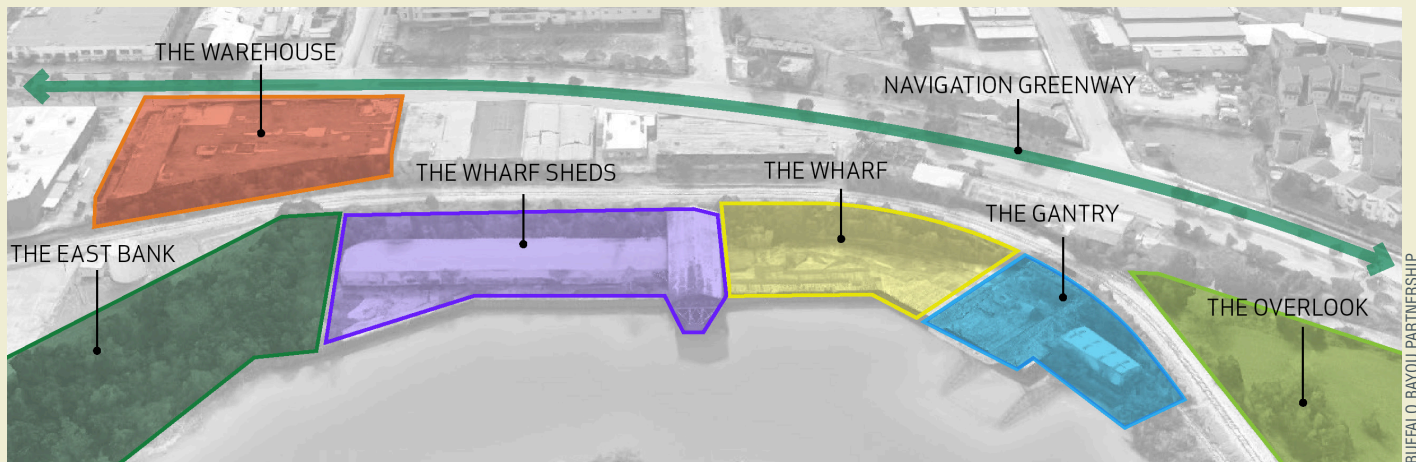 THE WAREHOUSE
NAVIGATION GREENWAY
THE WHARF SHEDS
THE WHARF
THE GANTRY
THE EAST BANK
THE OVERLOOK
BUFFALO BAYOU PARTNERSHIP